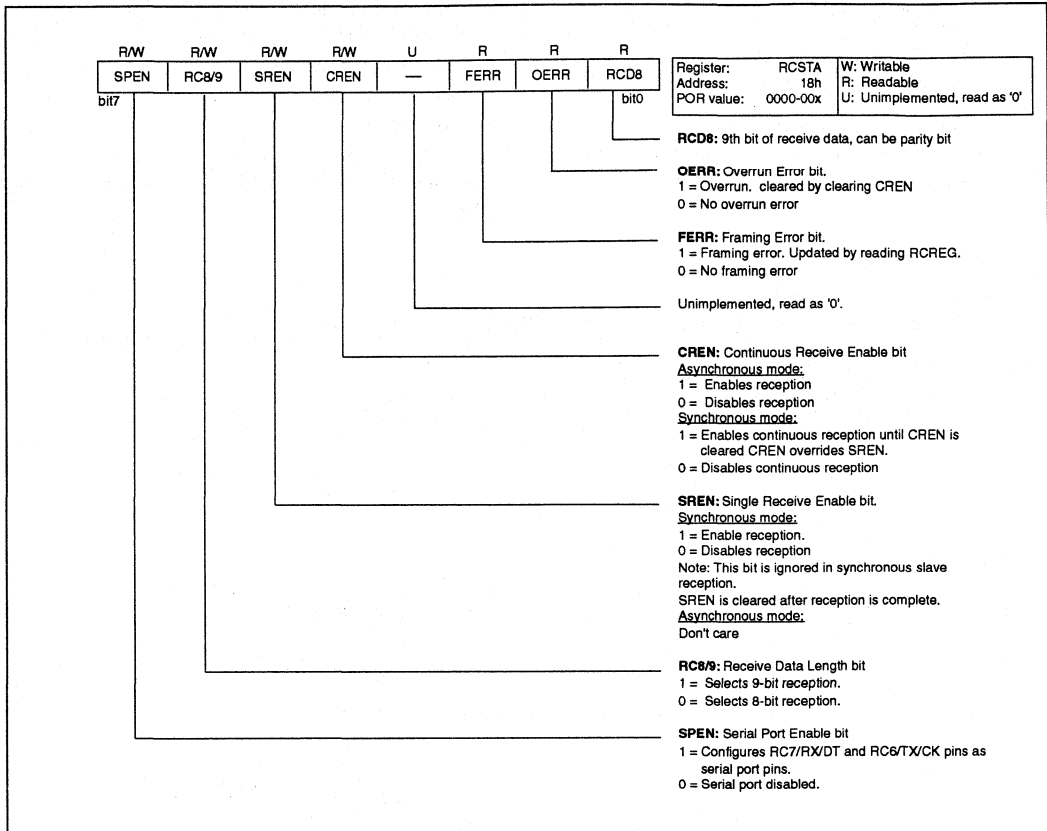 R/W R/W R/W R/W U R R R
SPEN RC8/9 SREN CREN — FERR OERR RCD8
bit7 bit0
Register: RCSTA
Address: 18h
POR value: 0000-00x
W: Writable
R: Readable
U: Unimplemented, read as '0'
RCD8: 9th bit of receive data, can be parity bit
OERR: Overrun Error bit.
1 = Overrun. cleared by clearing CREN
0 = No overrun error
FERR: Framing Error bit.
1 = Framing error. Updated by reading RCREG.
0 = No framing error
Unimplemented, read as '0'.
CREN: Continuous Receive Enable bit
Asynchronous mode:
1 = Enables reception
0 = Disables reception
Synchronous mode:
1 = Enables continuous reception until CREN is
cleared CREN overrides SREN.
0 = Disables continuous reception
SREN: Single Receive Enable bit.
Synchronous mode:
1 = Enable reception.
0 = Disables reception
Note: This bit is ignored in synchronous slave
reception.
SREN is cleared after reception is complete.
Asynchronous mode:
Don't care
RC8/9: Receive Data Length bit
1 = Selects 9-bit reception.
0 = Selects 8-bit reception.
SPEN: Serial Port Enable bit
1 = Configures RC7/RX/DT and RC6/TX/CK pins as
serial port pins.
0 = Serial port disabled.